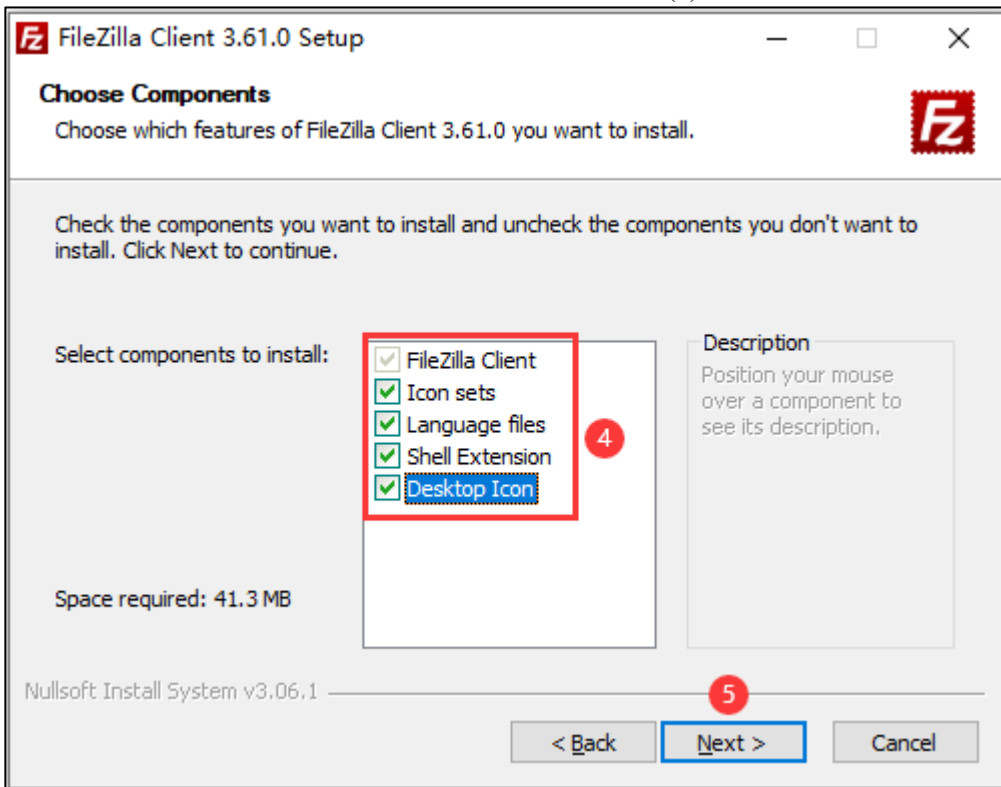 FileZilla Client 3.61.0 Setup
Choose Components
Choose which features of FileZilla Client 3.61.0 you want to install.
Fz
Check the components you want to install and uncheck the components you don't want to
install. Click Next to continue.
Select components to install:
FileZilla Client
Icon sets
Language files
Shell Extension
Desktop Icon
4
Description
Position your mouse
over a component to
see its description.
Space required: 41.3 MB
Nullsoft Install System v3.06.1
5
< Back
Next >
Cancel